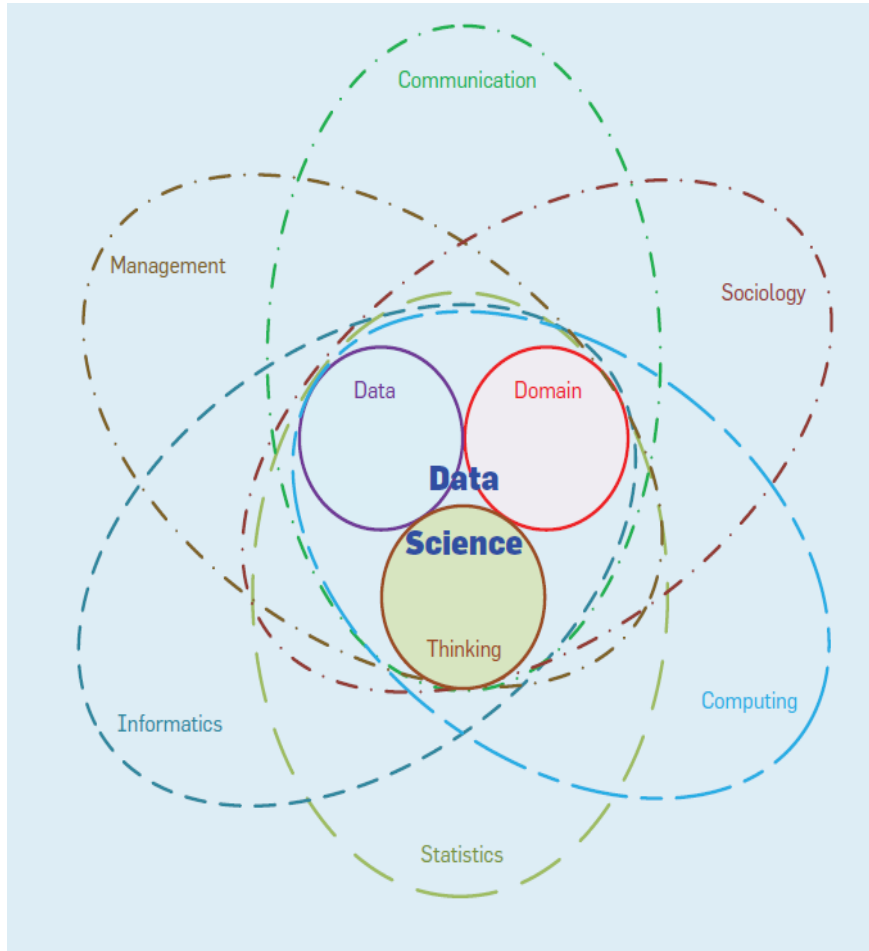 Communication
Management
Sociology
Data
Domain
Data
Science
Thinking
Computing
Informatics
Statistics